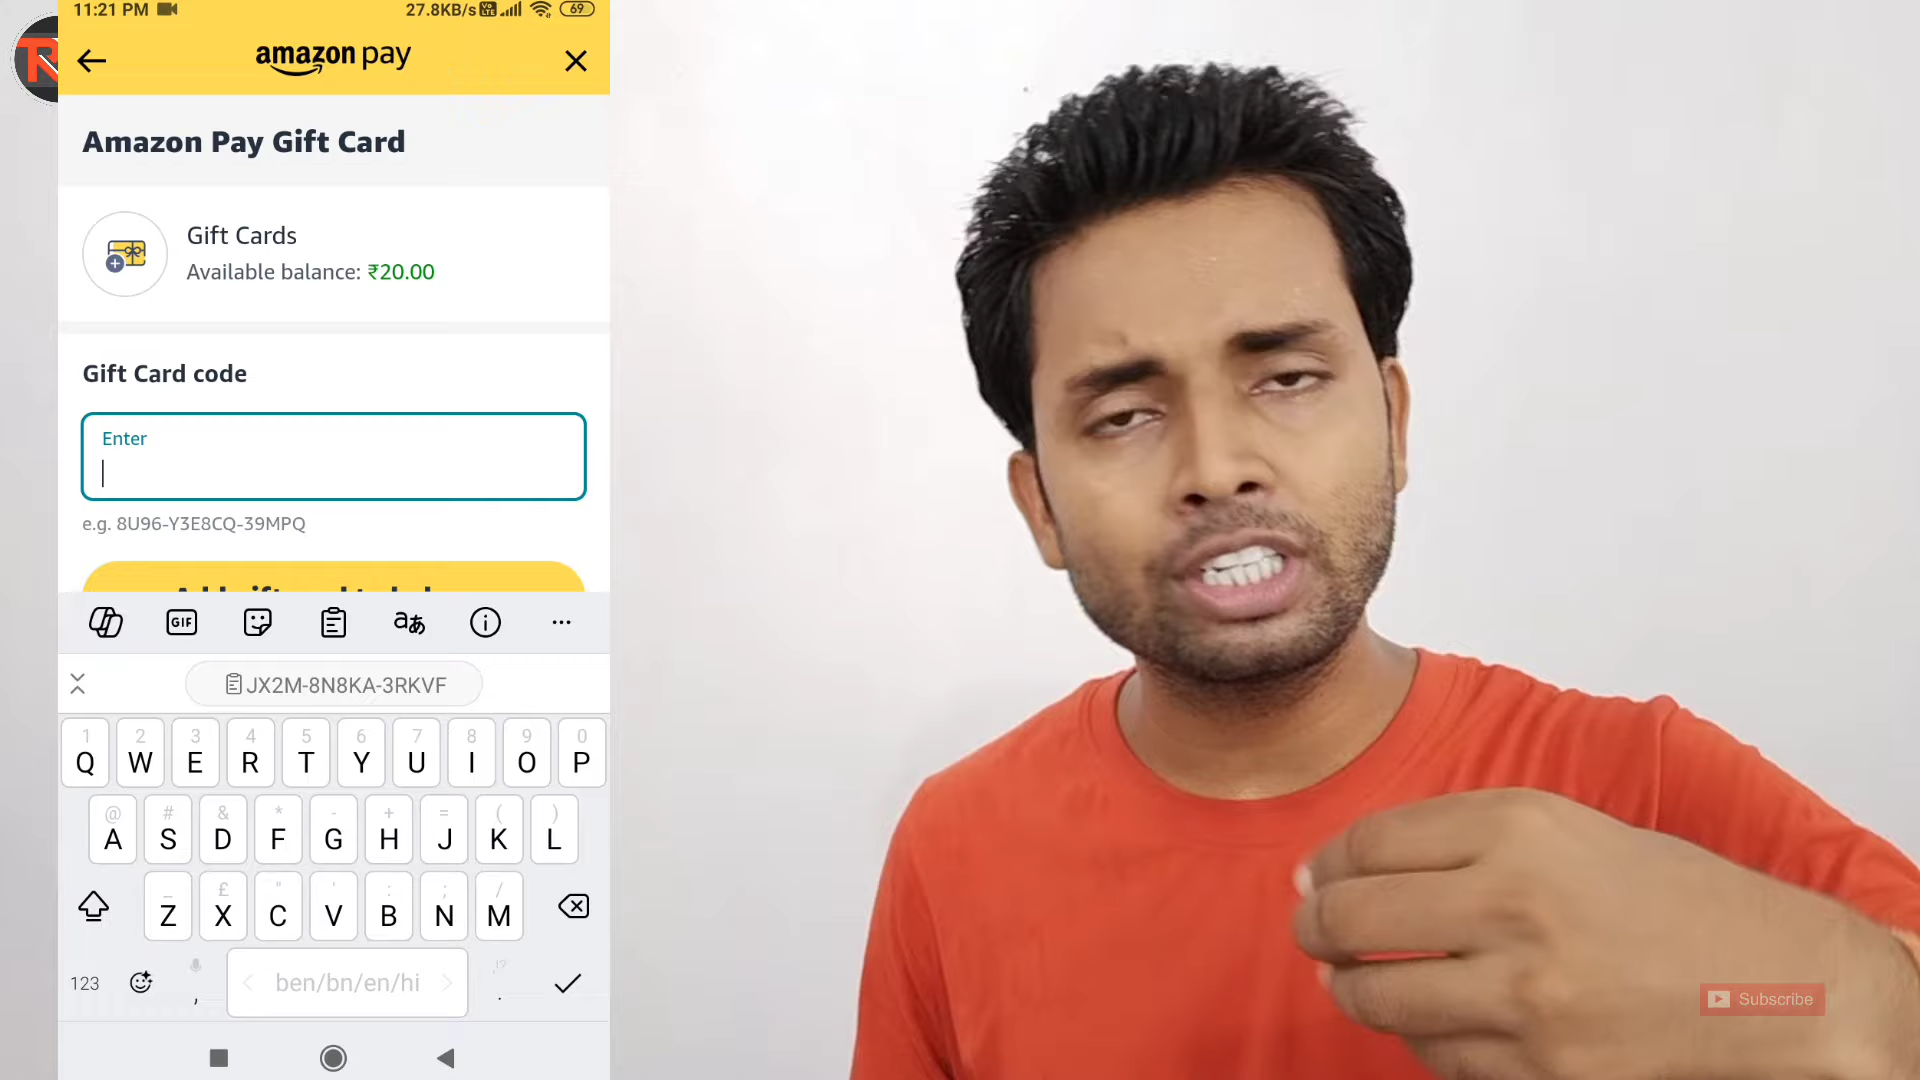 11:21 PM 27.8KB/s Vo LTE 69
amazon pay
Amazon Pay Gift Card
Gift Cards
Available balance: ₹20.00
Gift Card code
Enter
e.g. 8U96-Y3E8CQ-39MPQ
GIF
aあ
JX2M-8N8KA-3RKVF
1 2 3 4 5 6 7 8 9 0
Q W E R T Y U I O P
@ # & * - + = ( )
A S D F G H J K L
_ £ " ' : ; /
Z X C V B N M
123 , ben/bn/en/hi !? .
Subscribe